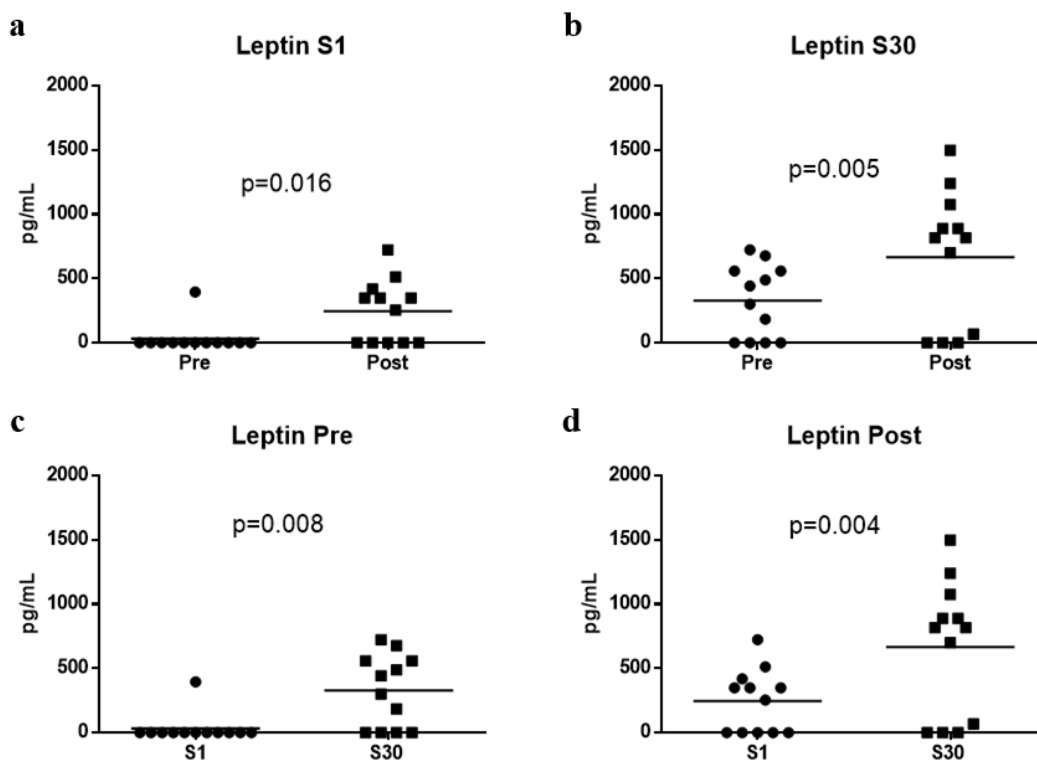 a
Leptin S1
2000
1500
1000
500
0
pg/mL
p=0.016
Pre
Post
b
Leptin S30
2000
1500
1000
500
0
pg/mL
p=0.005
Pre
Post
c
Leptin Pre
2000
1500
1000
500
0
pg/mL
p=0.008
S1
S30
d
Leptin Post
2000
1500
1000
500
0
pg/mL
p=0.004
S1
S30